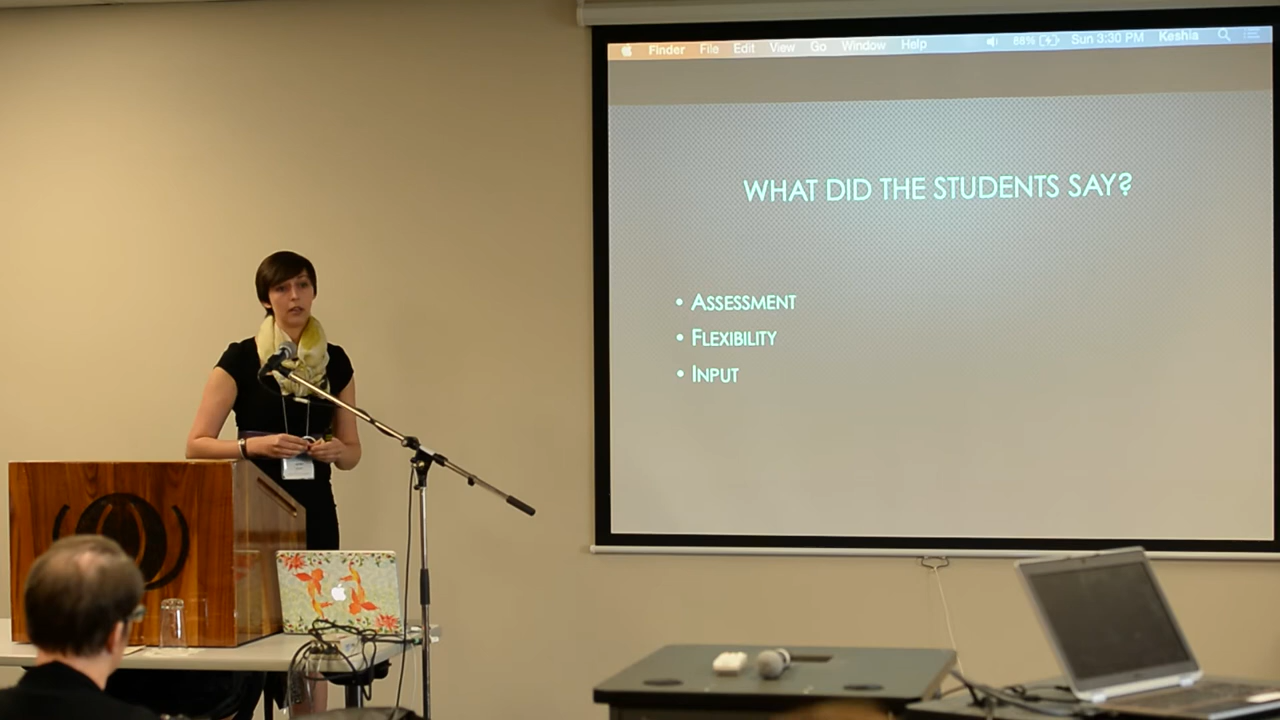 Finder File Edit View Go Window Help 86% Sun 3:30 PM Keshia
WHAT DID THE STUDENTS SAY?
• ASSESSMENT
• FLEXIBILITY
• INPUT